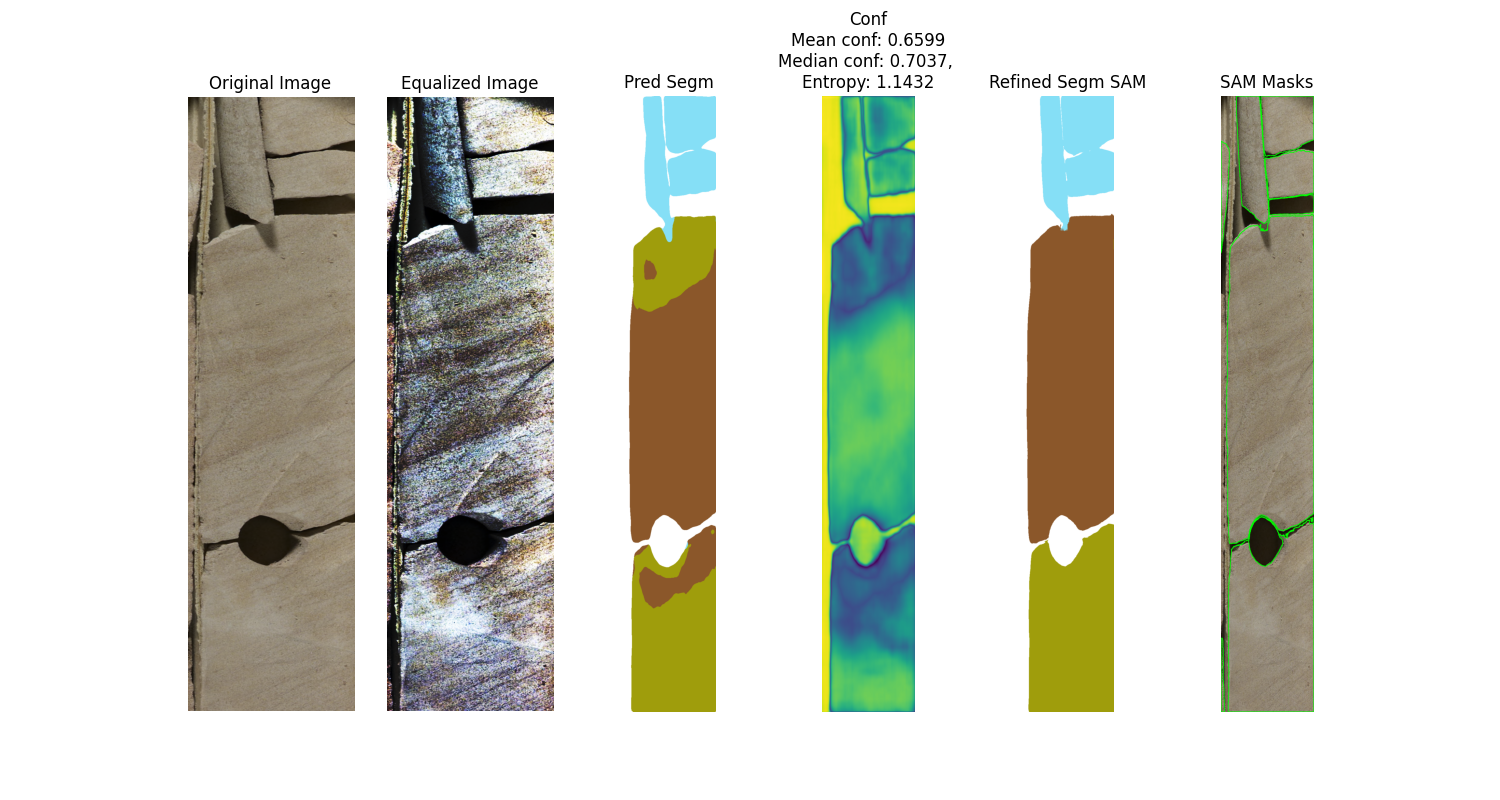 Original Image
Equalized Image
Pred Segm
Conf
Mean conf: 0.6599
Median conf: 0.7037,
Entropy: 1.1432
Refined Segm SAM
SAM Masks